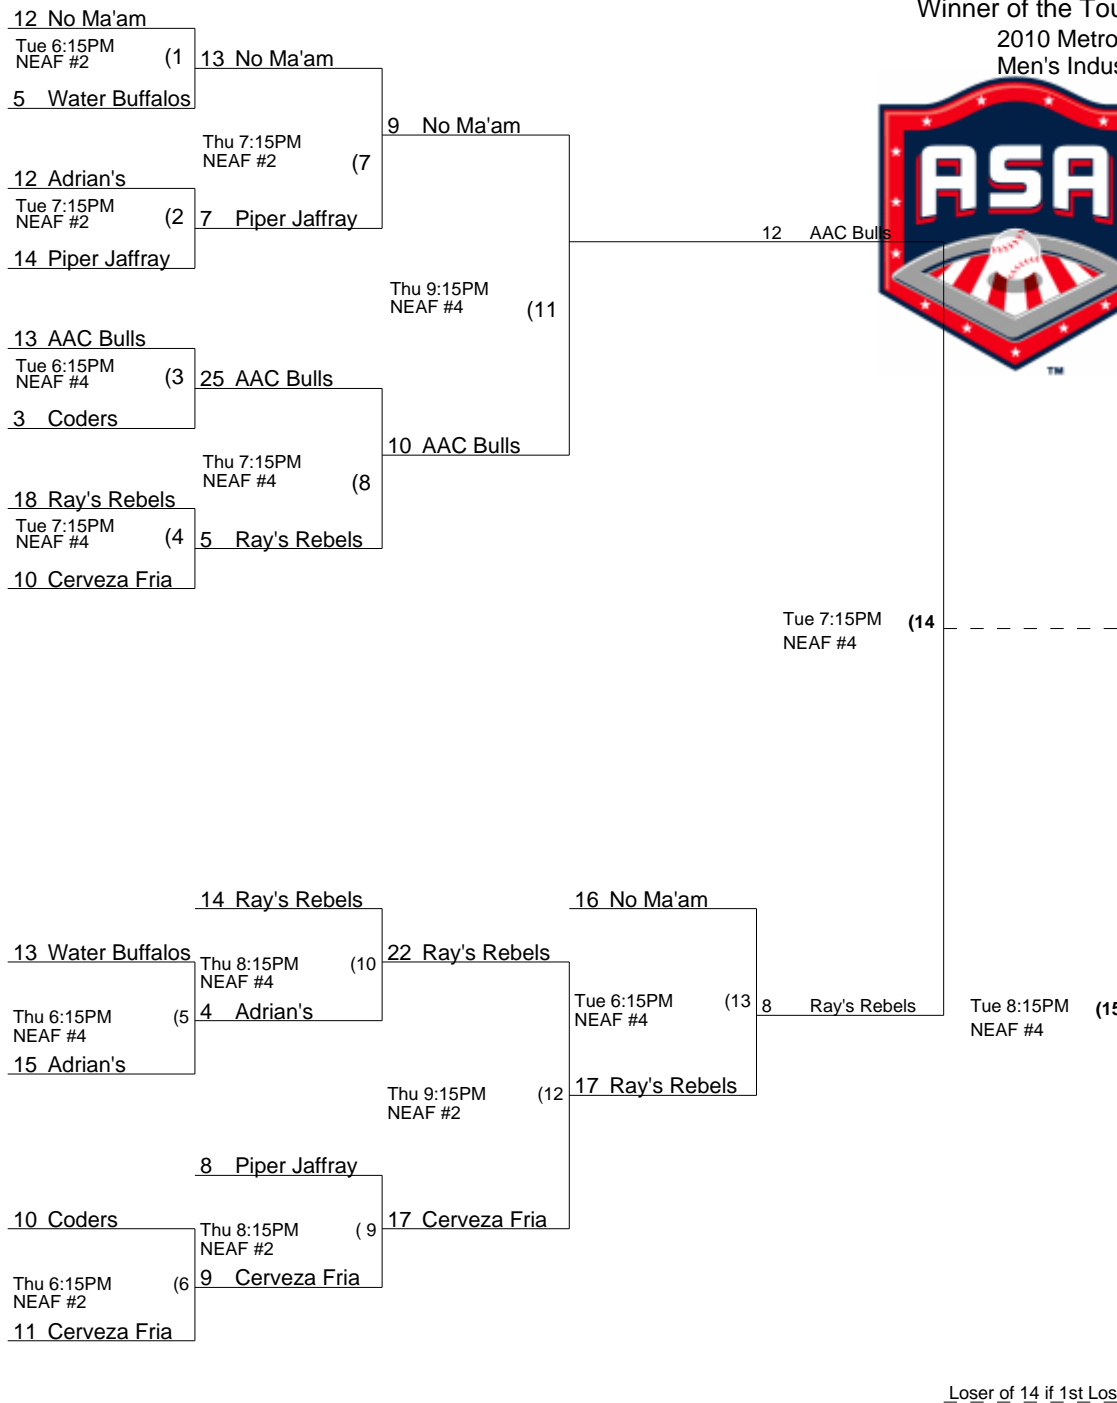 Winner of the Tou
2010 Metro
Men's Indus
ASA
TM
12 No Ma'am
Tue 6:15PM
NEAF #2
(1
5 Water Buffalos
13 No Ma'am
Thu 7:15PM
NEAF #2
(7
12 Adrian's
Tue 7:15PM
NEAF #2
(2
14 Piper Jaffray
7 Piper Jaffray
9 No Ma'am
Thu 9:15PM
NEAF #4
(11
12 AAC Bulls
13 AAC Bulls
Tue 6:15PM
NEAF #4
(3
3 Coders
25 AAC Bulls
Thu 7:15PM
NEAF #4
(8
10 AAC Bulls
18 Ray's Rebels
Tue 7:15PM
NEAF #4
(4
10 Cerveza Fria
5 Ray's Rebels
Tue 7:15PM
NEAF #4
(14
14 Ray's Rebels
16 No Ma'am
13 Water Buffalos
Thu 8:15PM
NEAF #4
(10
22 Ray's Rebels
Thu 6:15PM
NEAF #4
(5
4 Adrian's
15 Adrian's
Tue 6:15PM
NEAF #4
(13
8 Ray's Rebels
Tue 8:15PM
NEAF #4
(15
Thu 9:15PM
NEAF #2
(12
17 Ray's Rebels
8 Piper Jaffray
10 Coders
Thu 8:15PM
NEAF #2
( 9
17 Cerveza Fria
Thu 6:15PM
NEAF #2
(6
9 Cerveza Fria
11 Cerveza Fria
Loser of 14 if 1st Los